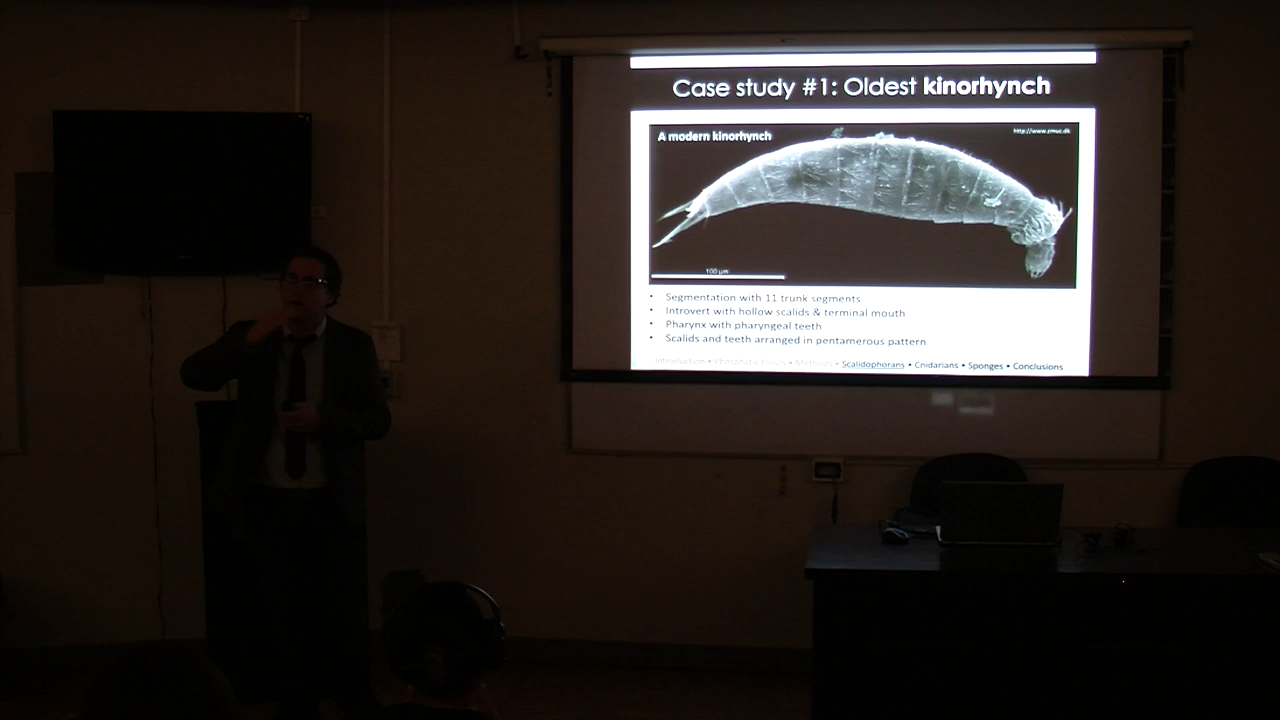 Case study #1: Oldest kinorhynch
A modern kinorhynch
http://www.zmuc.dk
100 µm
• Segmentation with 11 trunk segments
• Introvert with hollow scalids & terminal mouth
• Pharynx with pharyngeal teeth
• Scalids and teeth arranged in pentamerous pattern
Introduction • Phosphatic fossils • Methods • Scalidophorans • Cnidarians • Sponges • Conclusions